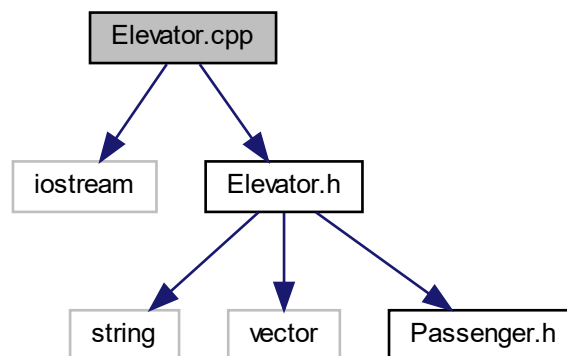 Elevator.cpp
iostream
Elevator.h
string
vector
Passenger.h